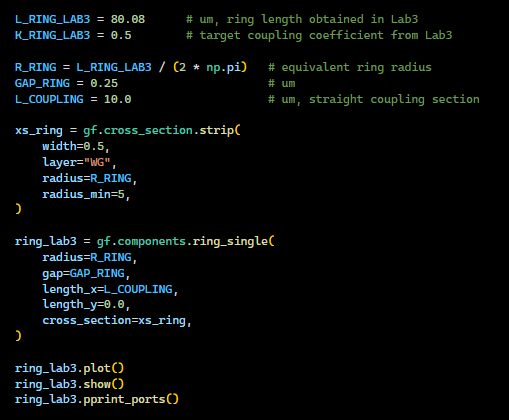 L_RING_LAB3 = 80.08      # um, ring length obtained in Lab3
K_RING_LAB3 = 0.5        # target coupling coefficient from Lab3
R_RING = L_RING_LAB3 / (2 * np.pi)   # equivalent ring radius
GAP_RING = 0.25                      # um
L_COUPLING = 10.0                    # um, straight coupling section
xs_ring = gf.cross_section.strip(
    width=0.5,
    layer="WG",
    radius=R_RING,
    radius_min=5,
)
ring_lab3 = gf.components.ring_single(
    radius=R_RING,
    gap=GAP_RING,
    length_x=L_COUPLING,
    length_y=0.0,
    cross_section=xs_ring,
)
ring_lab3.plot()
ring_lab3.show()
ring_lab3.pprint_ports()